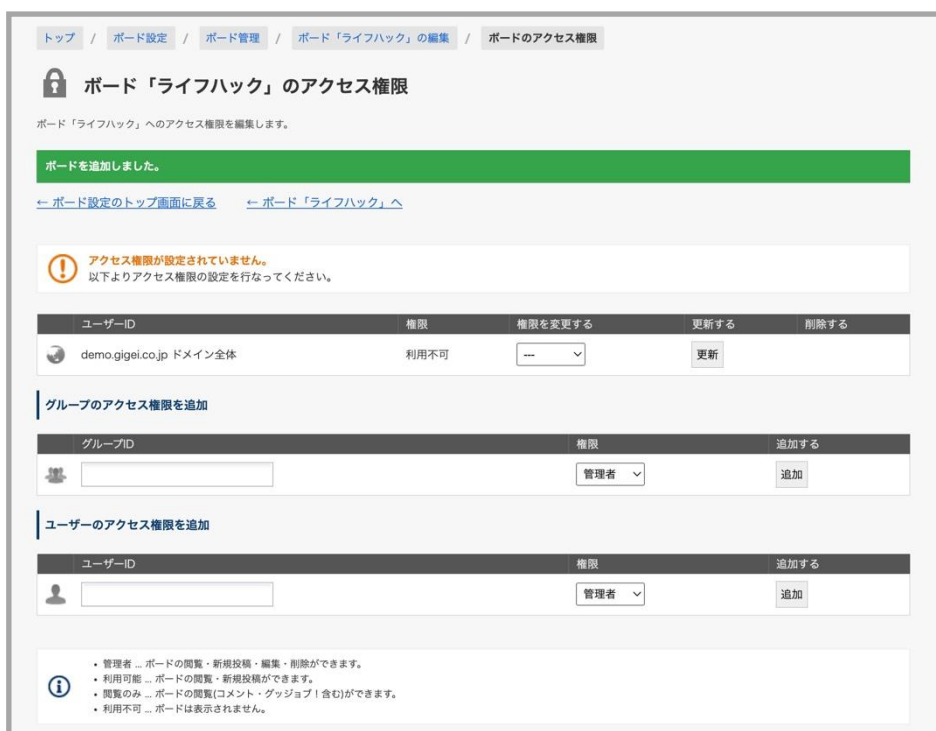 トップ / ボード設定 / ボード管理 / ボード「ライフハック」の編集 / ボードのアクセス権限
ボード「ライフハック」のアクセス権限
ボード「ライフハック」へのアクセス権限を編集します。
ボードを追加しました。
← ボード設定のトップ画面に戻る ← ボード「ライフハック」へ
アクセス権限が設定されていません。
以下よりアクセス権限の設定を行なってください。
ユーザーID 権限 権限を変更する 更新する 削除する
demo.gigei.co.jp ドメイン全体 利用不可 --- 更新
グループのアクセス権限を追加
グループID 権限 追加する
管理者 追加
ユーザーのアクセス権限を追加
ユーザーID 権限 追加する
管理者 追加
• 管理者 ... ボードの閲覧・新規投稿・編集・削除ができます。
• 利用可能 ... ボードの閲覧・新規投稿ができます。
• 閲覧のみ ... ボードの閲覧(コメント・グッジョブ！含む)ができます。
• 利用不可 ... ボードは表示されません。